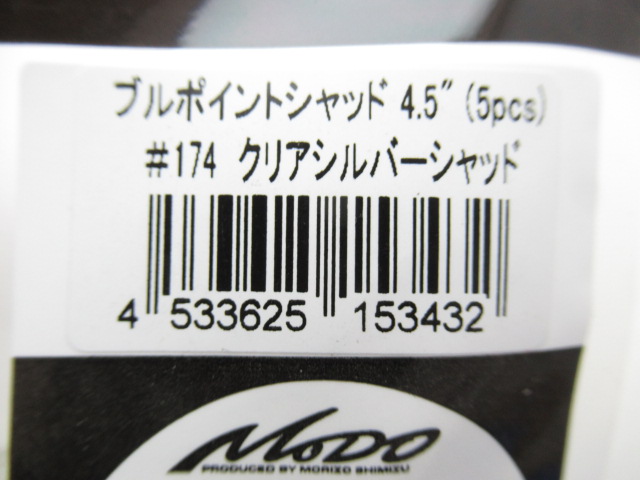 ブルポイントシャッド 4.5″ (5pcs)
#174 クリアシルバーシャッド
4 533625 153432
MODO
PRODUCED BY MORIZO SHIMIZU